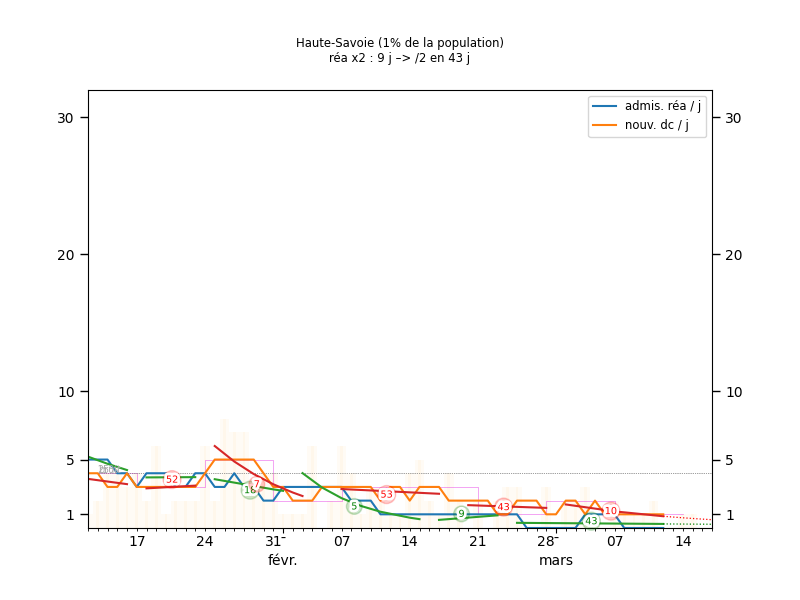 Haute-Savoie (1% de la population)
réa x2 : 9 j –> /2 en 43 j
admis. réa / j
nouv. dc / j
30 30
20 20
10 10
5 5
1 1
52
7
5
53
9
43
43
10
17 24 31- 07 14 21 28- 07 14
févr. mars